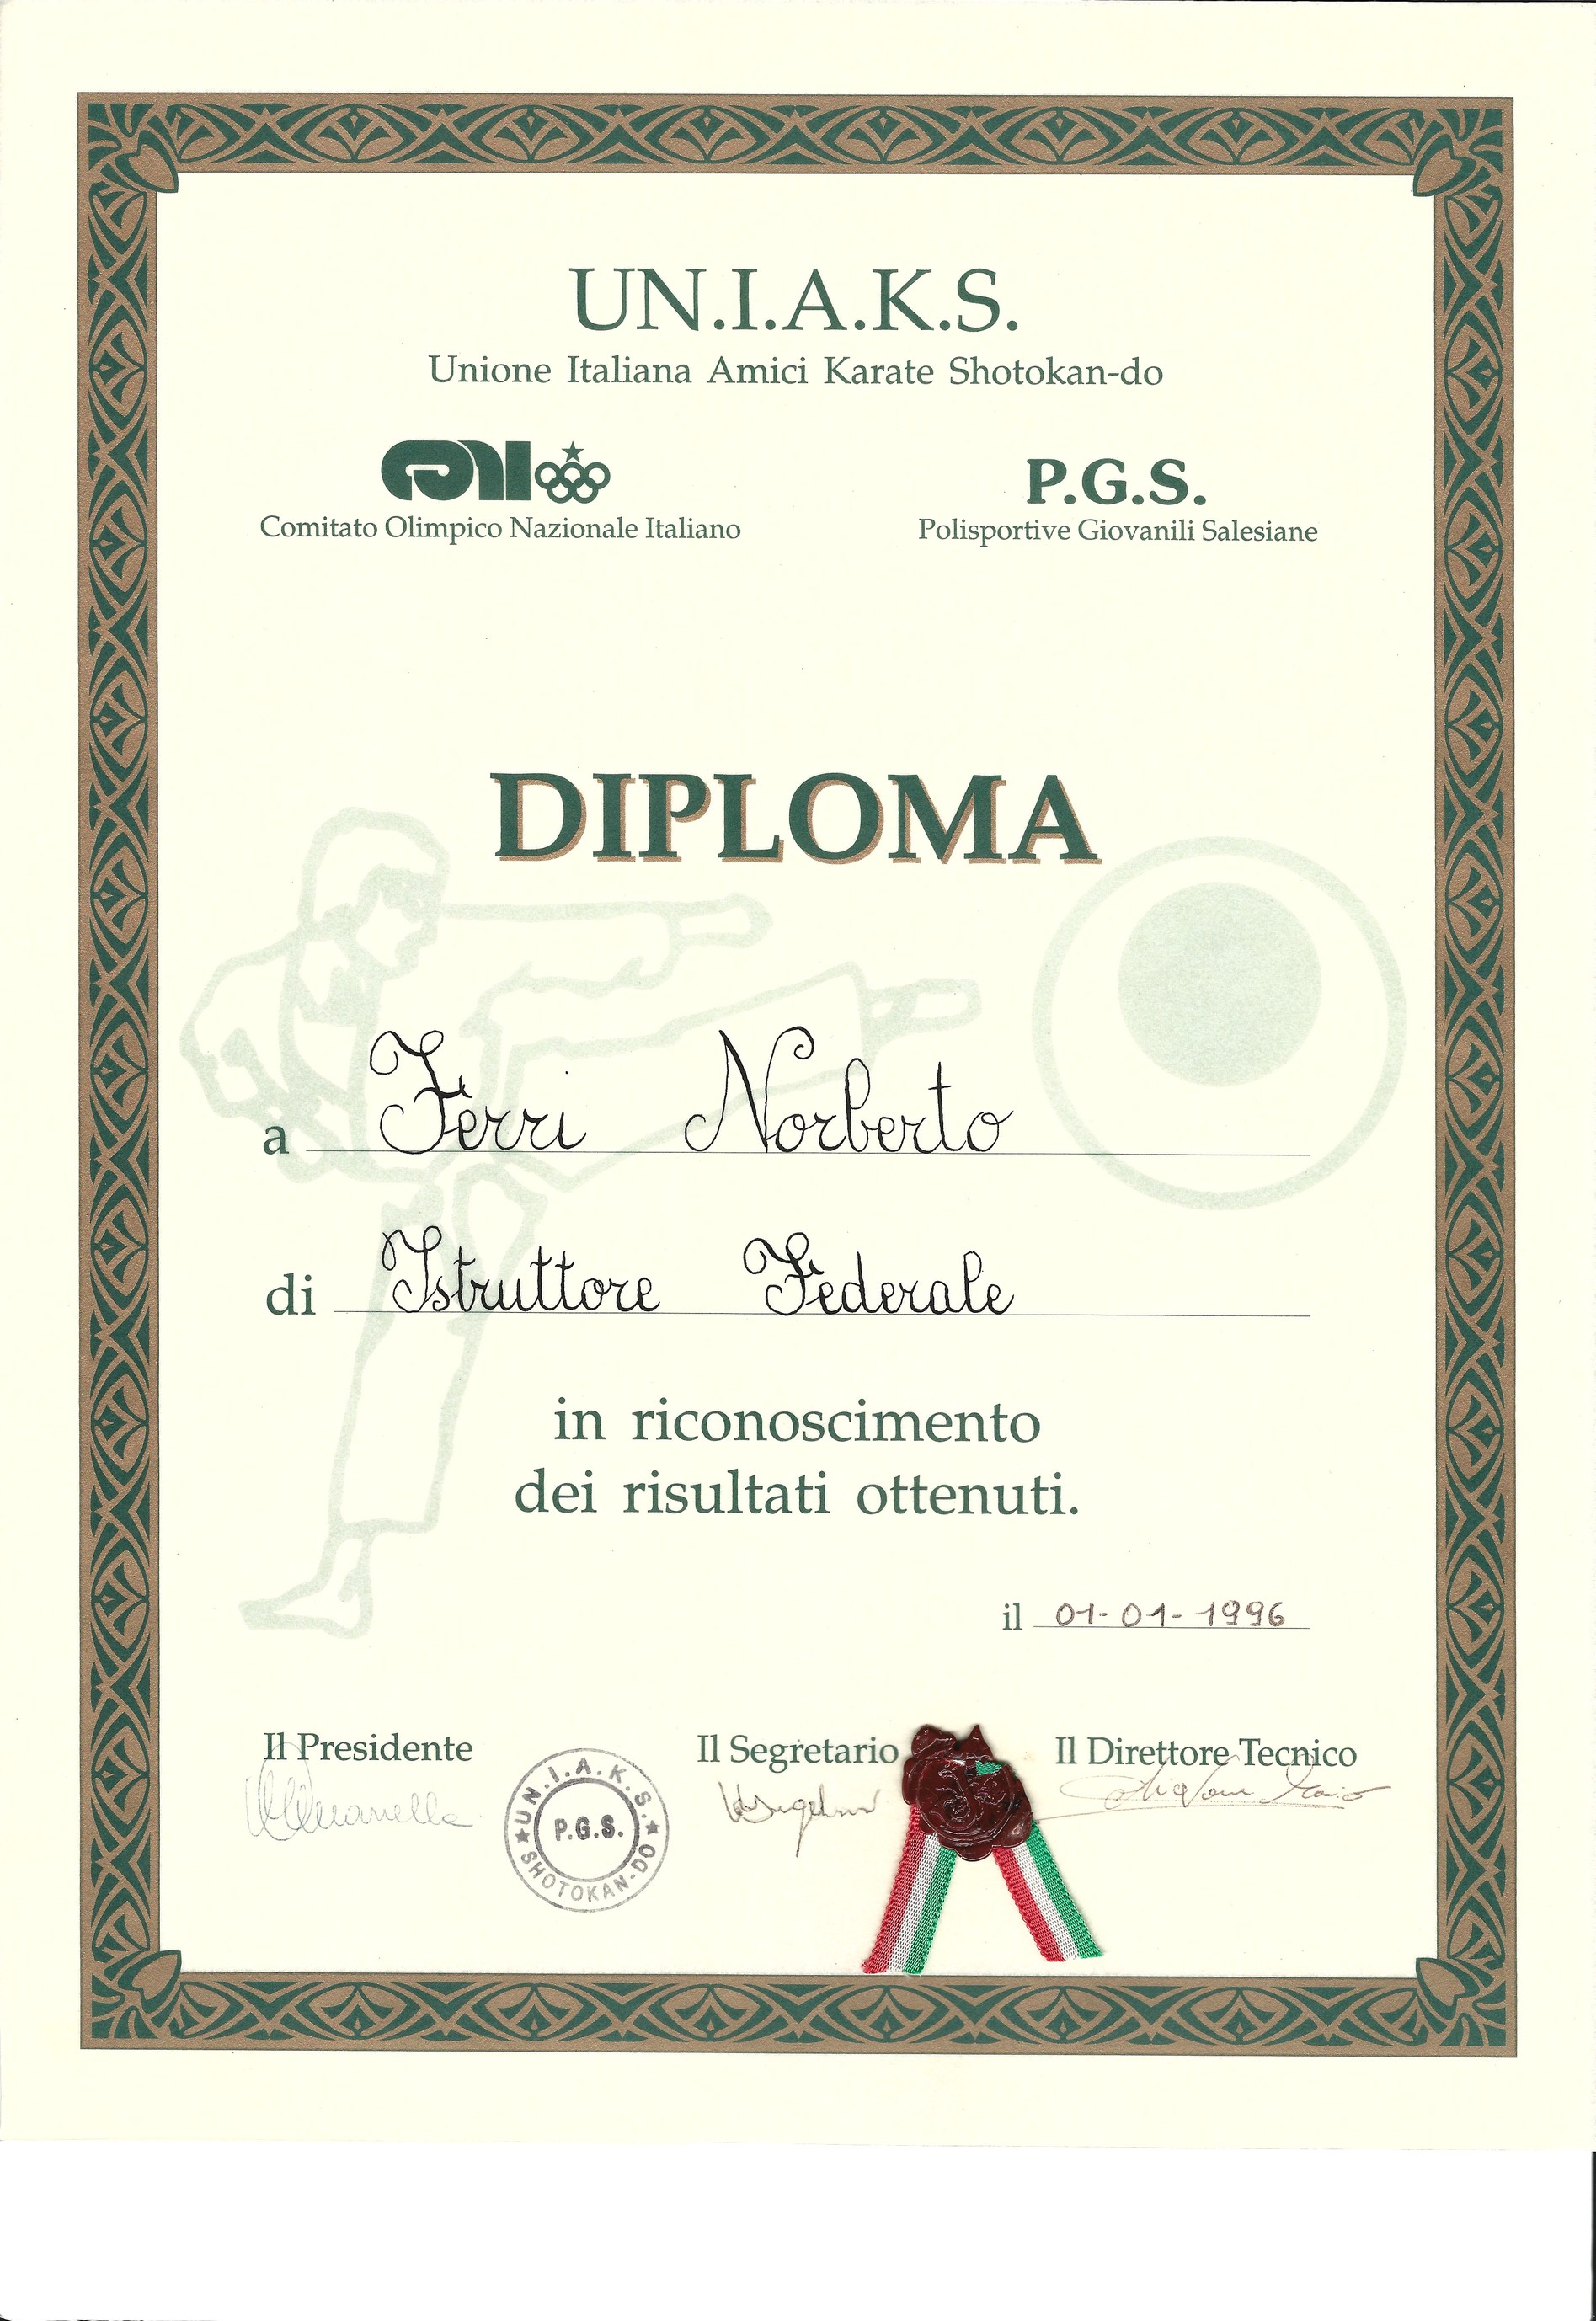 UN.I.A.K.S.
Unione Italiana Amici Karate Shotokan-do
CONI
Comitato Olimpico Nazionale Italiano
P.G.S.
Polisportive Giovanili Salesiane
DIPLOMA
a Ferri Norberto
di Istruttore Federale
in riconoscimento
dei risultati ottenuti.
il 01-01-1996
Il Presidente
Il Segretario
Il Direttore Tecnico
UN.I.A.K.S.
P.G.S.
SHOTOKAN-DO